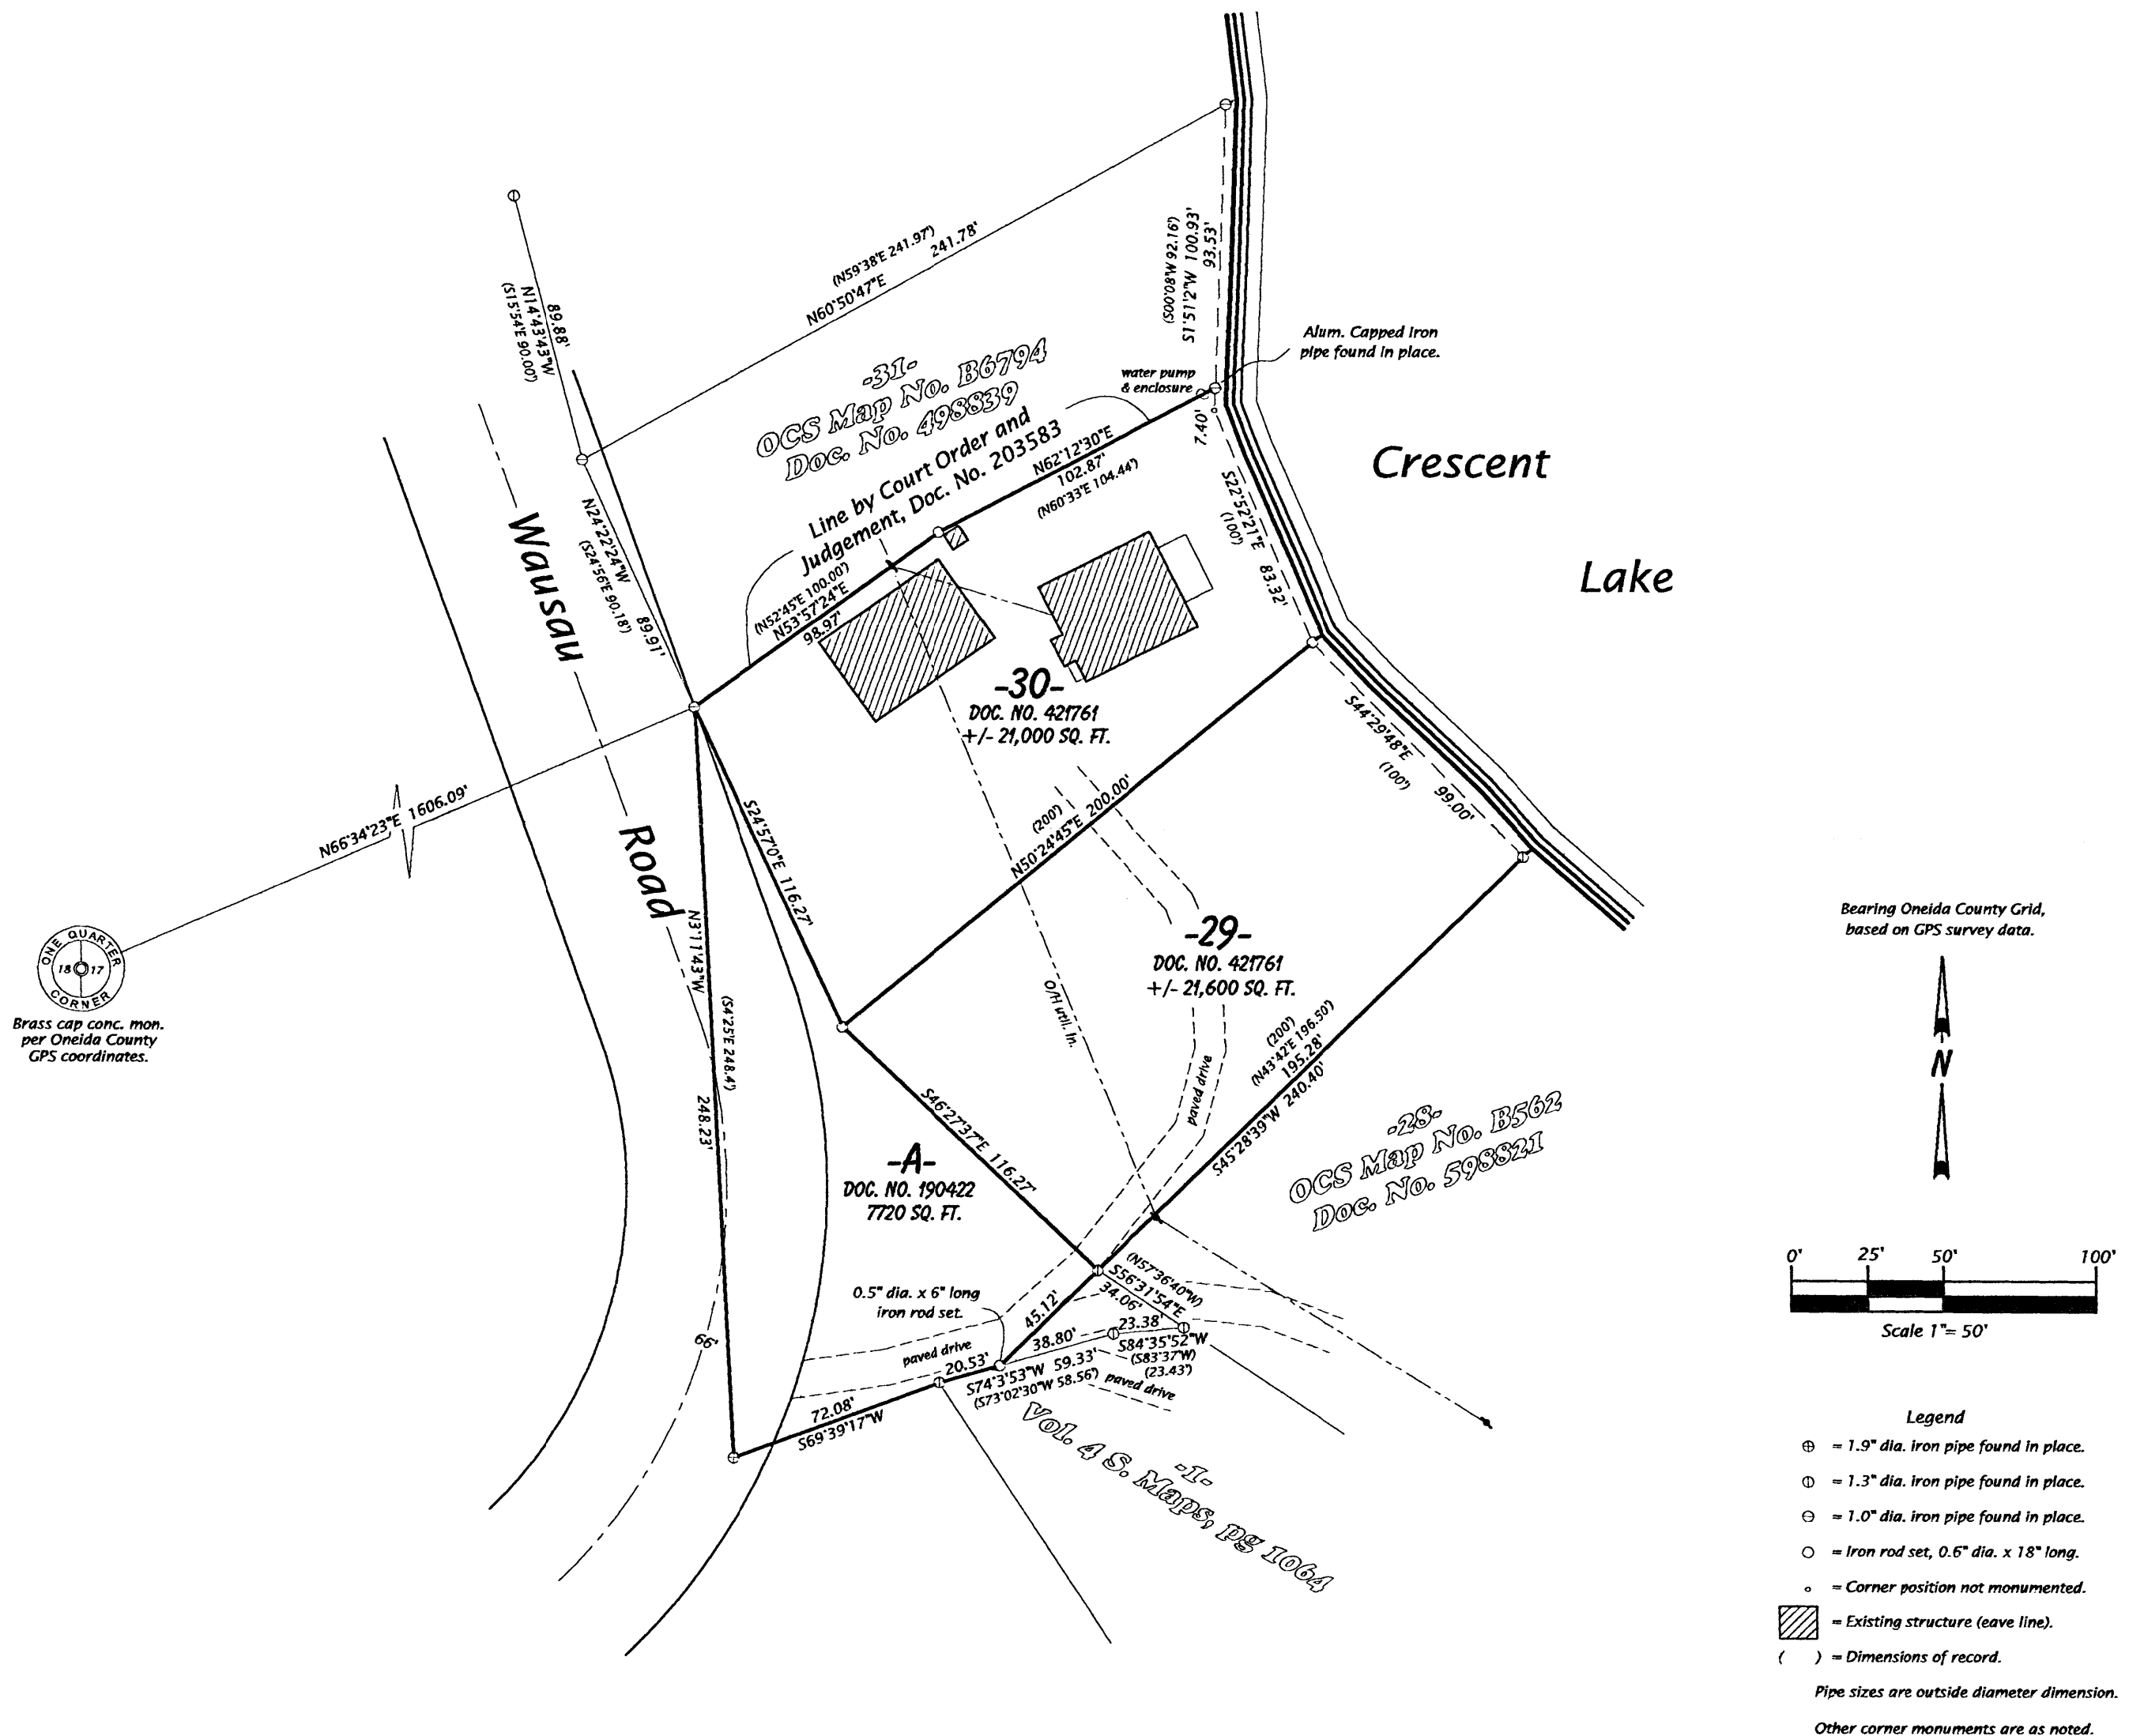 (N59°38'E 241.97')
241.78'
N60°50'47"E
(S00°08'W 92.16')
S1°51'2"W 100.93'
93.53'
89.88'
N14°43'43"W
(S15°54'E 90.00')
Alum. Capped iron
pipe found in place.
water pump
& enclosure
7.40'
-31-
OCS Map No. B6794
Doc. No. 498839
Line by Court Order and
Judgement, Doc. No. 203583
N62°12'30"E
102.87'
(N60°33'E 104.44')
Crescent
Lake
S22°52'21"E
(100')
83.32'
Wausau
Road
N24°22'24"W
(S24°56'E 90.18')
89.91'
(N52°45'E 100.00')
N53°57'24"E
98.97'
-30-
DOC. NO. 421761
+/- 21,000 SQ. FT.
S44°29'48"E
(100')
99.00'
N66°34'23"E 1606.09'
S24°57'0"E 116.27'
(200')
N50°24'45"E 200.00'
ONE QUARTER
18 17
CORNER
Brass cap conc. mon.
per Oneida County
GPS coordinates.
N3°11'43"W
(S4°25'E 248.4')
248.23'
-29-
DOC. NO. 421761
+/- 21,600 SQ. FT.
O/H util. ln.
paved drive
(200')
(N43°42'E 196.50')
195.28'
S45°28'39"W 240.40'
S46°27'37"E 116.27'
-A-
DOC. NO. 190422
7720 SQ. FT.
-28-
OCS Map No. B562
Doc. No. 598821
0.5" dia. x 6" long
iron rod set.
45.12'
(N57°36'40"W)
S56°31'54"E
34.06'
23.38'
38.80'
S84°35'52"W
(S83°37'W)
(23.43')
paved drive
20.53'
S74°3'53"W 59.33'
(S73°02'30"W 58.56')
paved drive
66'
72.08'
S69°39'17"W
-1-
Vol. 4 S. Maps, pg 1064
Bearing Oneida County Grid,
based on GPS survey data.
N
0' 25' 50' 100'
Scale 1"= 50'
Legend
= 1.9" dia. iron pipe found in place.
= 1.3" dia. iron pipe found in place.
= 1.0" dia. iron pipe found in place.
= Iron rod set, 0.6" dia. x 18" long.
= Corner position not monumented.
= Existing structure (eave line).
( ) = Dimensions of record.
Pipe sizes are outside diameter dimension.
Other corner monuments are as noted.